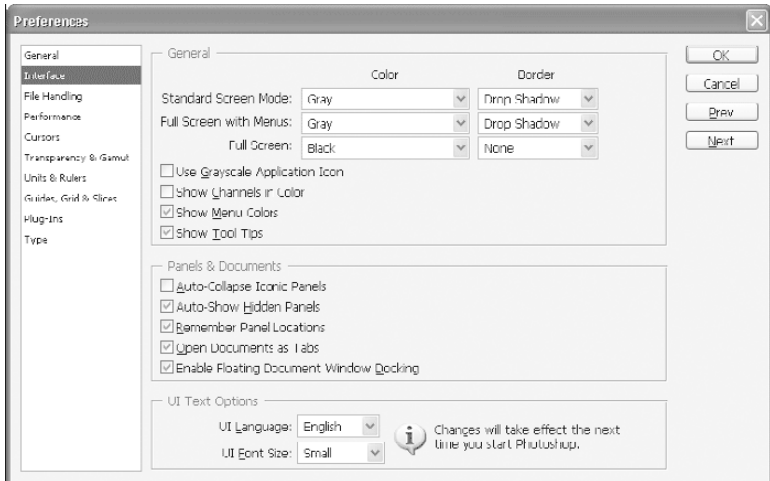 Preferences
General
Interface
File Handling
Performance
Cursors
Transparency & Gamut
Units & Rulers
Guides, Grid & Slices
Plug-Ins
Type
General
Color Border
Standard Screen Mode: Gray Drop Shadow
Full Screen with Menus: Gray Drop Shadow
Full Screen: Black None
Use Grayscale Application Icon
Show Channels in Color
Show Menu Colors
Show Tool Tips
Panels & Documents
Auto-Collapse Iconic Panels
Auto-Show Hidden Panels
Remember Panel Locations
Open Documents as Tabs
Enable Floating Document Window Docking
UI Text Options
UI Language: English
UI Font Size: Small
Changes will take effect the next
time you start Photoshop.
OK
Cancel
Prev
Next